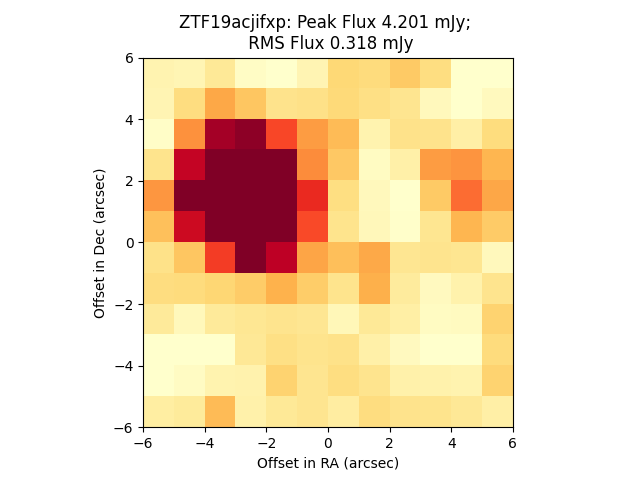 ZTF19acjifxp: Peak Flux 4.201 mJy;
RMS Flux 0.318 mJy
6
4
2
0
−2
−4
−6
Offset in Dec (arcsec)
−6 −4 −2 0 2 4 6
Offset in RA (arcsec)